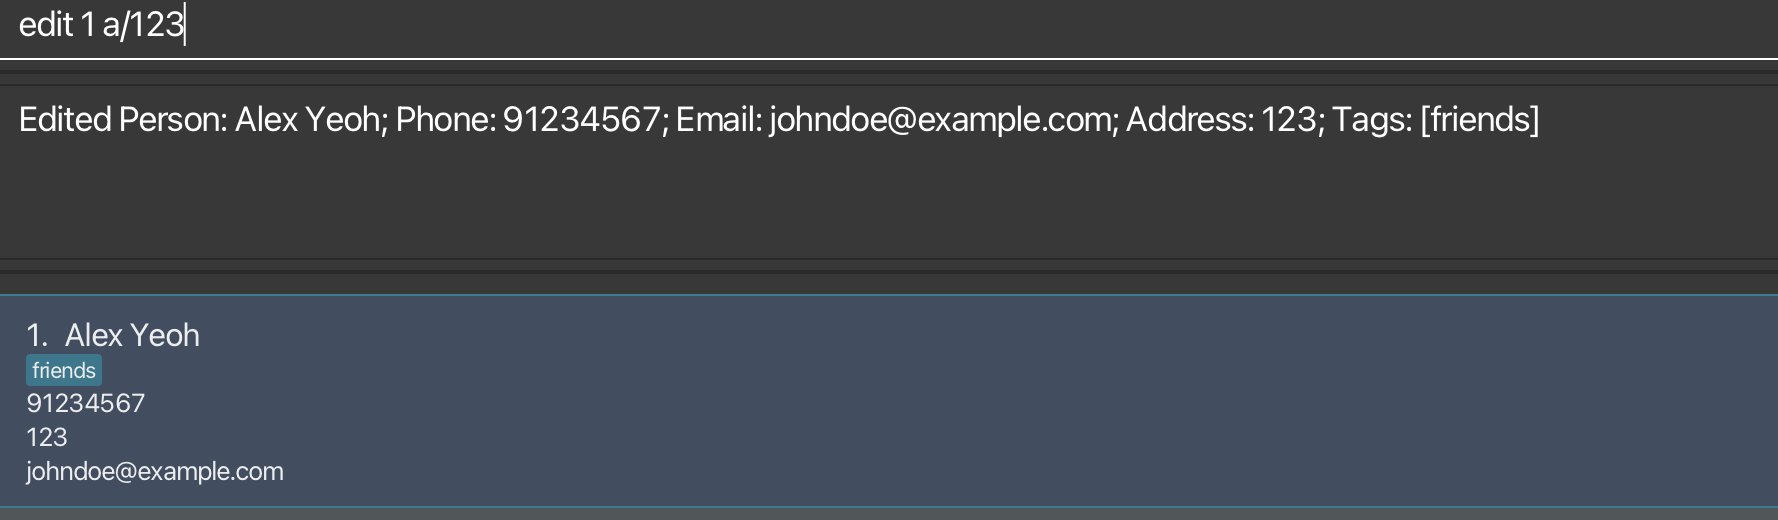 edit 1 a/123
Edited Person: Alex Yeoh; Phone: 91234567; Email: johndoe@example.com; Address: 123; Tags: [friends]
1. Alex Yeoh
friends
91234567
123
johndoe@example.com